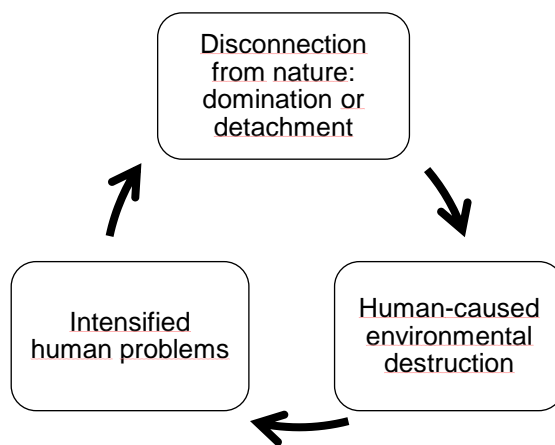 Disconnection
from nature:
domination or
detachment
Intensified
human problems
Human-caused
environmental
destruction